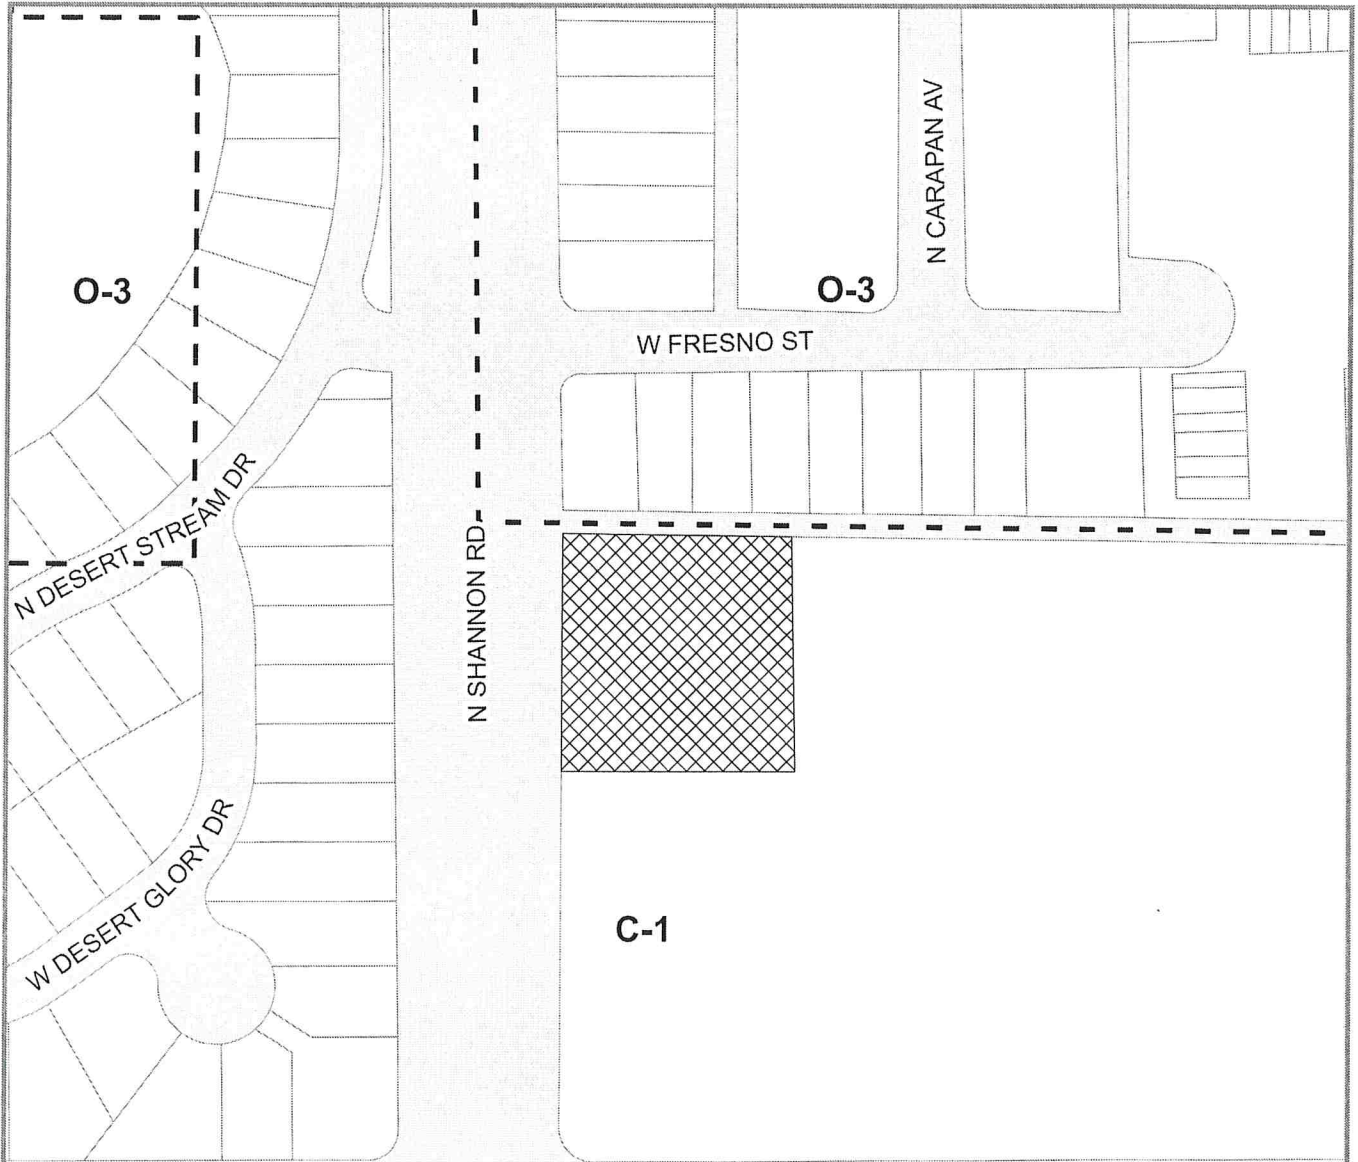 N CARAPAN AV
O-3
O-3
W FRESNO ST
N DESERT STREAM DR
N SHANNON RD
W DESERT GLORY DR
C-1